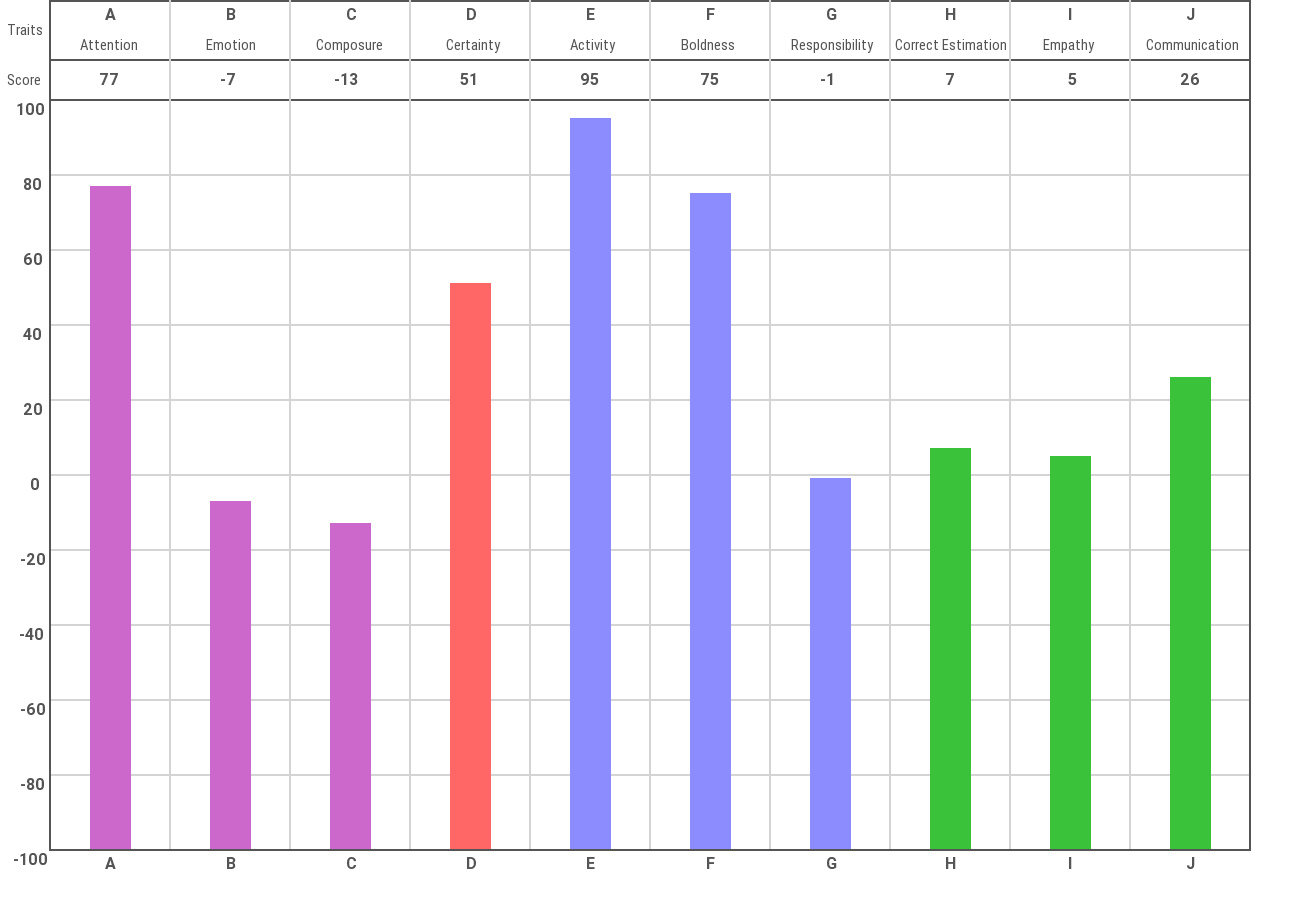 A B C D E F G H I J
Traits
Attention Emotion Composure Certainty Activity Boldness Responsibility Correct Estimation Empathy Communication
Score 77 -7 -13 51 95 75 -1 7 5 26
100
80
60
40
20
0
-20
-40
-60
-80
-100
A B C D E F G H I J